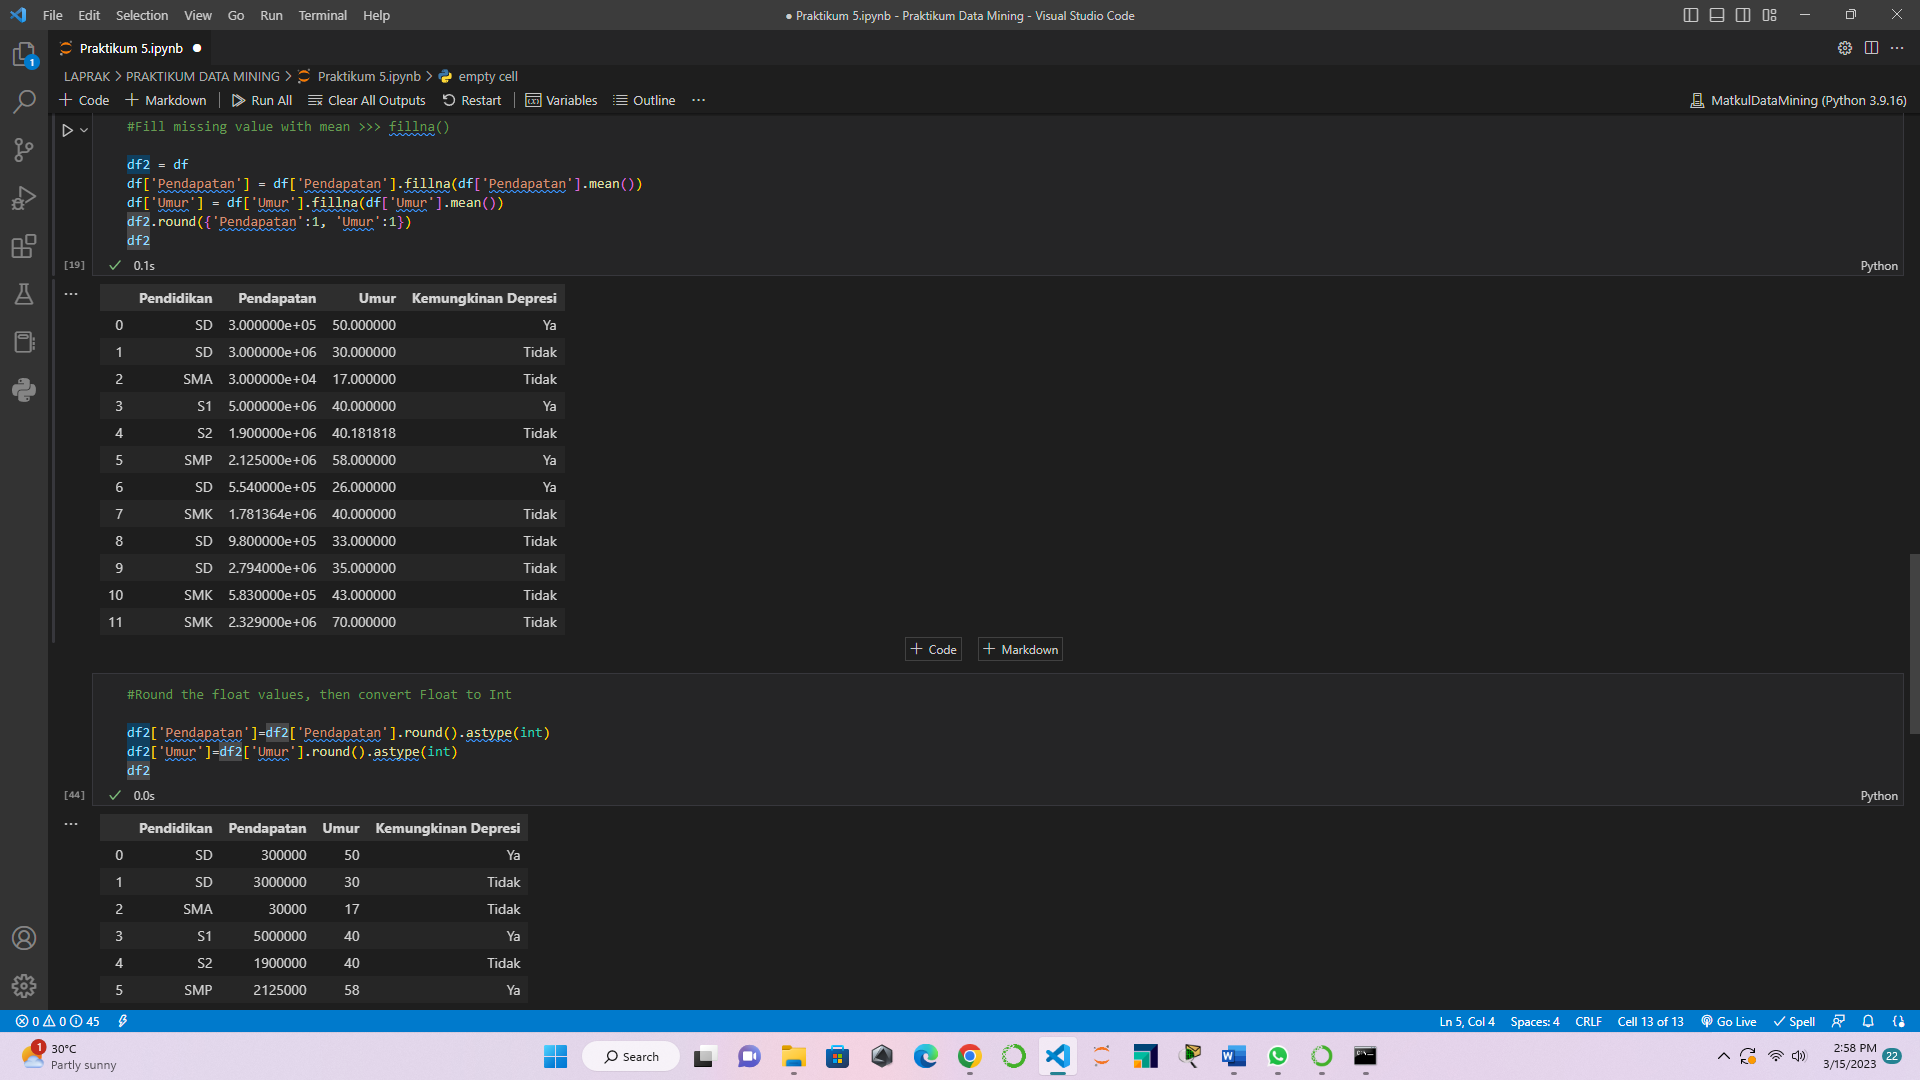 File Edit Selection View Go Run Terminal Help
● Praktikum 5.ipynb - Praktikum Data Mining - Visual Studio Code
Praktikum 5.ipynb ●
LAPRAK > PRAKTIKUM DATA MINING > Praktikum 5.ipynb > empty cell
+ Code + Markdown | Run All Clear All Outputs Restart | Variables Outline ...
MatkulDataMining (Python 3.9.16)
#Fill missing value with mean >>> fillna()
df2 = df
df['Pendapatan'] = df['Pendapatan'].fillna(df['Pendapatan'].mean())
df['Umur'] = df['Umur'].fillna(df['Umur'].mean())
df2.round({'Pendapatan':1, 'Umur':1})
df2
[19] ✓ 0.1s Python
... Pendidikan Pendapatan Umur Kemungkinan Depresi
0 SD 3.000000e+05 50.000000 Ya
1 SD 3.000000e+06 30.000000 Tidak
2 SMA 3.000000e+04 17.000000 Tidak
3 S1 5.000000e+06 40.000000 Ya
4 S2 1.900000e+06 40.181818 Tidak
5 SMP 2.125000e+06 58.000000 Ya
6 SD 5.540000e+05 26.000000 Ya
7 SMK 1.781364e+06 40.000000 Tidak
8 SD 9.800000e+05 33.000000 Tidak
9 SD 2.794000e+06 35.000000 Tidak
10 SMK 5.830000e+05 43.000000 Tidak
11 SMK 2.329000e+06 70.000000 Tidak
+ Code + Markdown
#Round the float values, then convert Float to Int
df2['Pendapatan']=df2['Pendapatan'].round().astype(int)
df2['Umur']=df2['Umur'].round().astype(int)
df2
[44] ✓ 0.0s Python
... Pendidikan Pendapatan Umur Kemungkinan Depresi
0 SD 300000 50 Ya
1 SD 3000000 30 Tidak
2 SMA 30000 17 Tidak
3 S1 5000000 40 Ya
4 S2 1900000 40 Tidak
5 SMP 2125000 58 Ya
1
0 0 45
Ln 5, Col 4 Spaces: 4 CRLF Cell 13 of 13 Go Live ✓ Spell
1
30°C
Partly sunny
Search
2:58 PM
3/15/2023
22